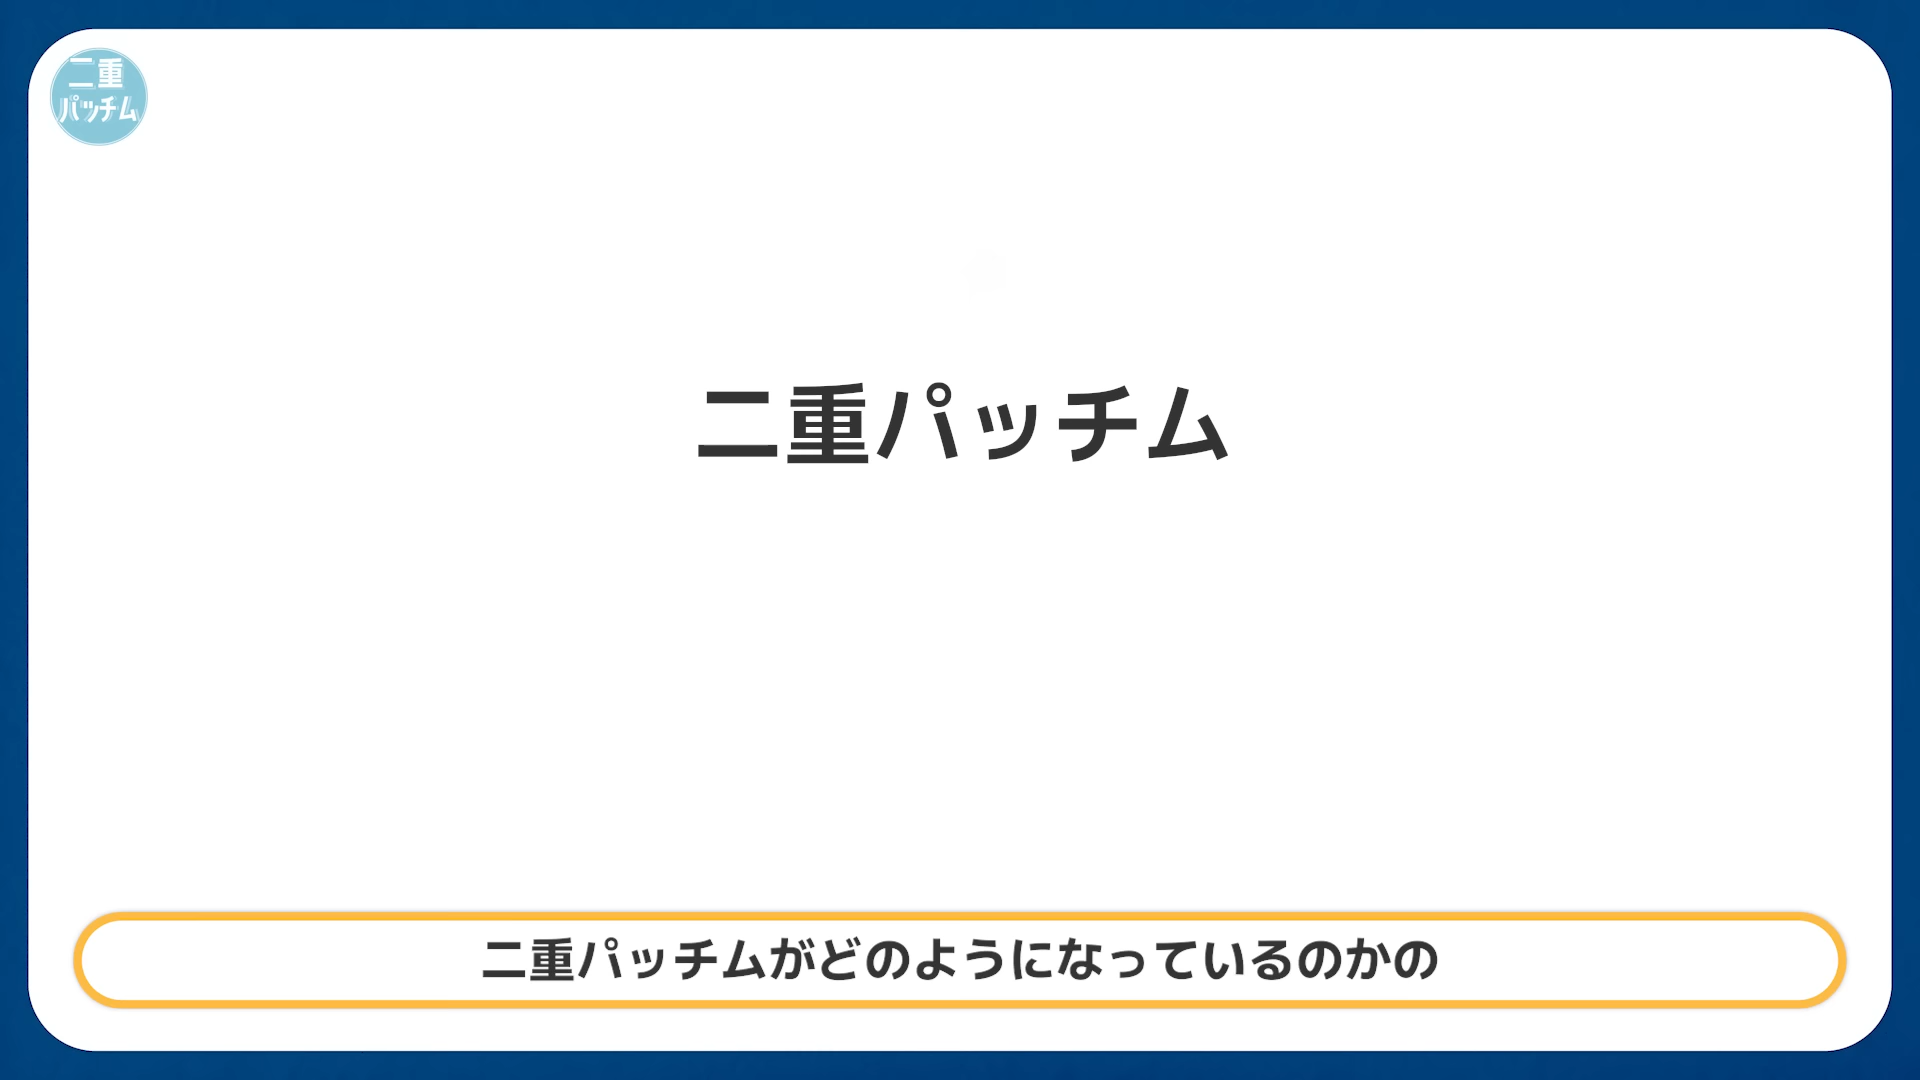 二重
パッチム
二重パッチム
二重パッチムがどのようになっているのかの